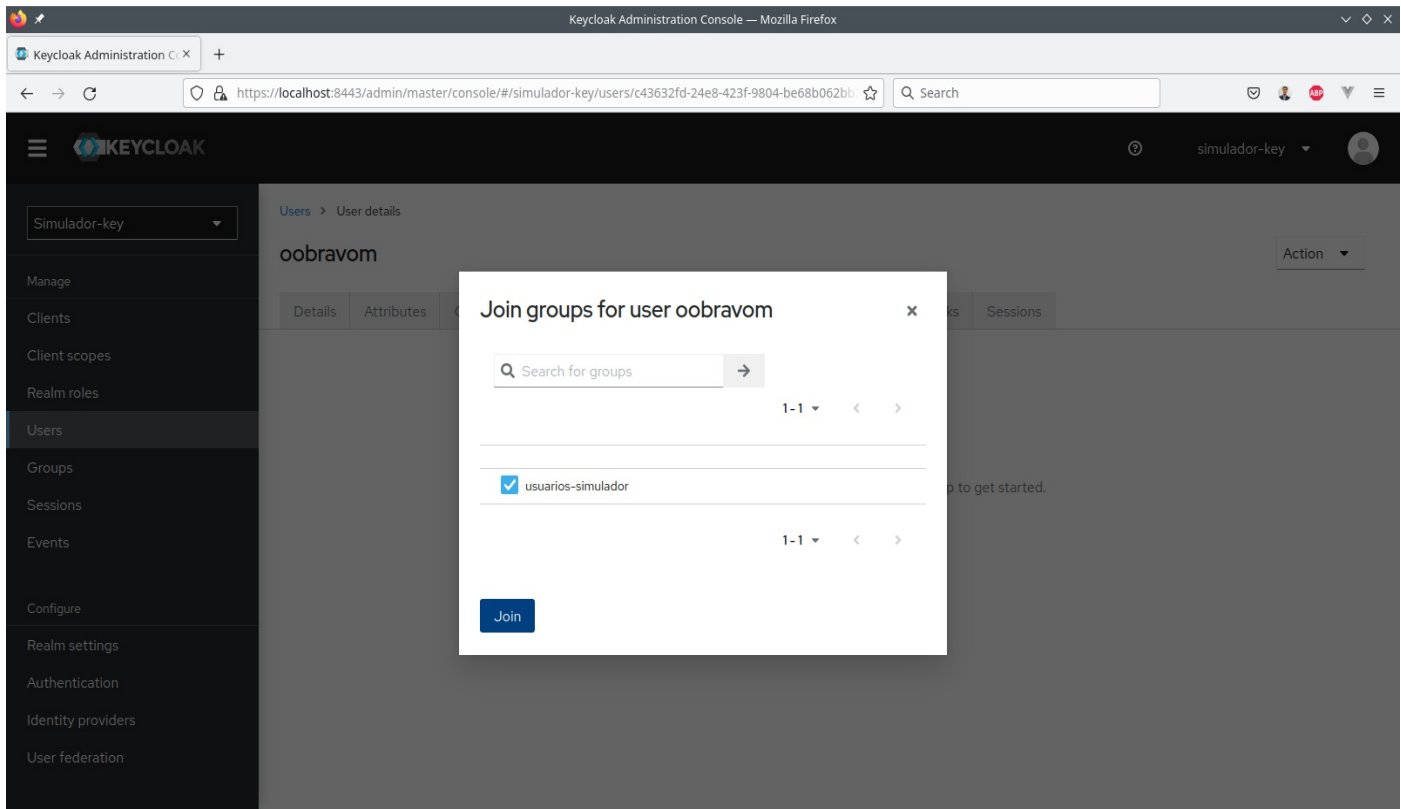 Keycloak Administration Console — Mozilla Firefox
Keycloak Administration Co
https://localhost:8443/admin/master/console/#/simulador-key/users/c43632fd-24e8-423f-9804-be68b062bb
Search
ABP
KEYCLOAK
simulador-key
Simulador-key
Manage
Clients
Client scopes
Realm roles
Users
Groups
Sessions
Events
Configure
Realm settings
Authentication
Identity providers
User federation
Users > User details
oobravom
Action
Details Attributes
Sessions
to get started.
Join groups for user oobravom
Search for groups
1-1
usuarios-simulador
1-1
Join